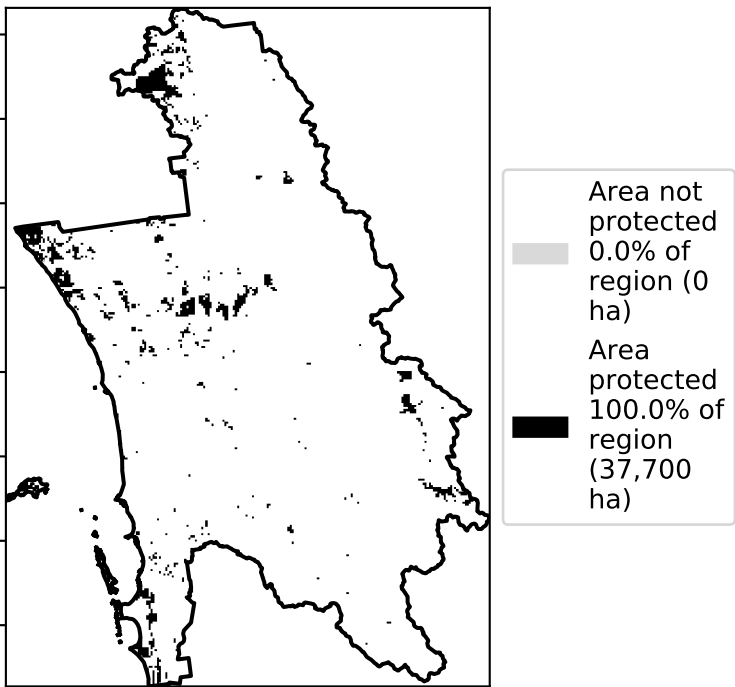 Area not
protected
0.0% of
region (0
ha)
Area
protected
100.0% of
region
(37,700
ha)